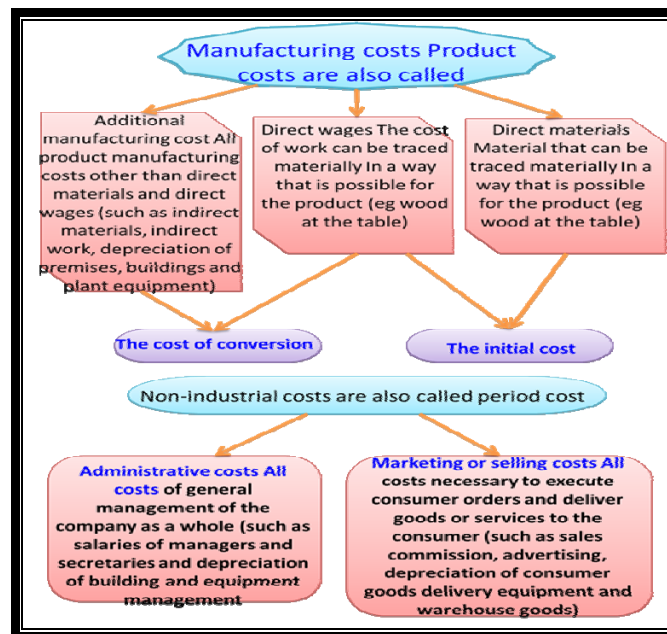 Manufacturing costs Product
costs are also called
Additional
manufacturing cost All
product manufacturing
costs other than direct
materials and direct
wages (such as indirect
materials, indirect
work, depreciation of
premises, buildings and
plant equipment)
Direct wages The cost
of work can be traced
materially In a way
that is possible for
the product (eg wood
at the table)
Direct materials
Material that can be
traced materially In a
way that is possible
for the product (eg
wood at the table)
The cost of conversion
The initial cost
Non-industrial costs are also called period cost
Administrative costs All
costs of general
management of the
company as a whole (such as
salaries of managers and
secretaries and depreciation
of building and equipment
management
Marketing or selling costs All
costs necessary to execute
consumer orders and deliver
goods or services to the
consumer (such as sales
commission, advertising,
depreciation of consumer
goods delivery equipment and
warehouse goods)